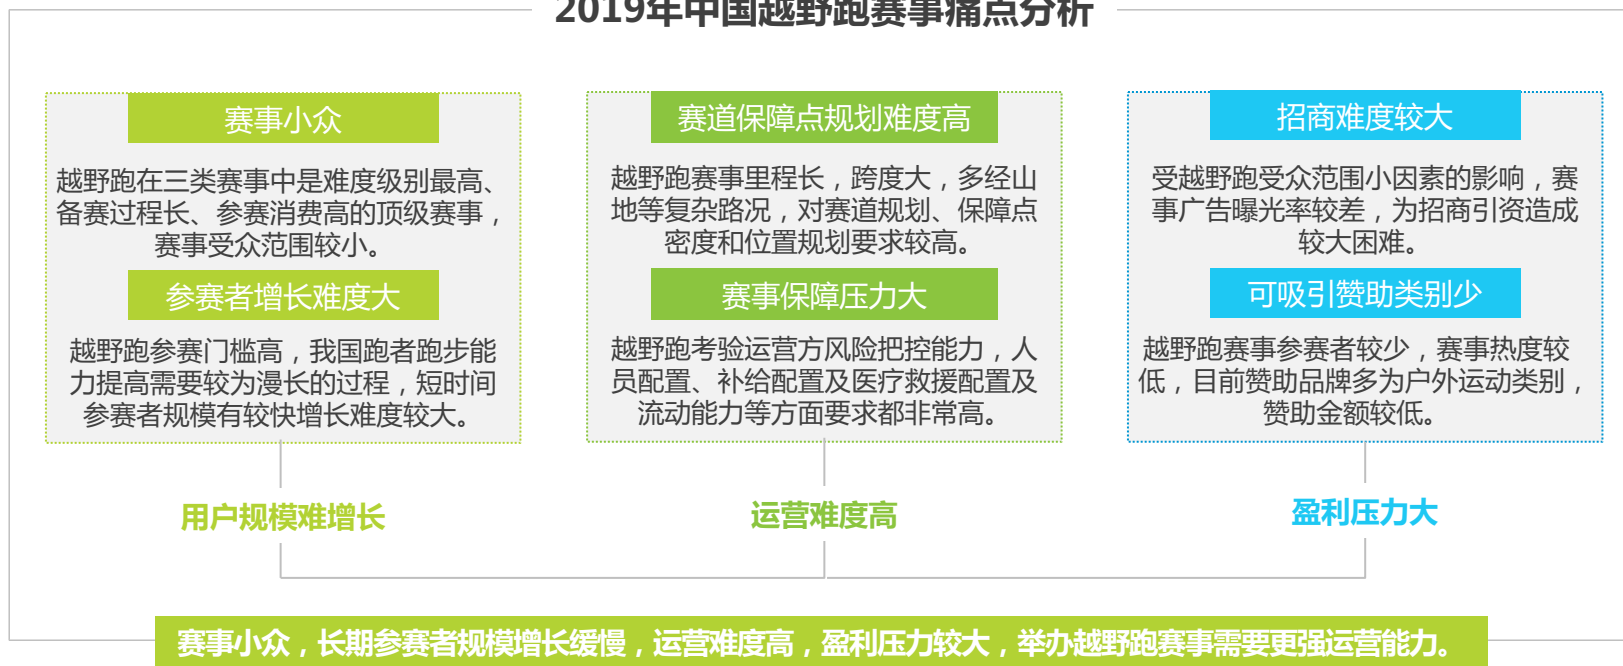 2019年中国越野跑赛事痛点分析
赛事小众
越野跑在三类赛事中是难度级别最高、
备赛过程长、参赛消费高的顶级赛事，
赛事受众范围较小。
参赛者增长难度大
越野跑参赛门槛高，我国跑者跑步能
力提高需要较为漫长的过程，短时间
参赛者规模有较快增长难度较大。
用户规模难增长
赛道保障点规划难度高
越野跑赛事里程长，跨度大，多经山
地等复杂路况，对赛道规划、保障点
密度和位置规划要求较高。
赛事保障压力大
越野跑考验运营方风险把控能力，人
员配置、补给配置及医疗救援配置及
流动能力等方面要求都非常高。
运营难度高
招商难度较大
受越野跑受众范围小因素的影响，赛
事广告曝光率较差，为招商引资造成
较大困难。
可吸引赞助类别少
越野跑赛事参赛者较少，赛事热度较
低，目前赞助品牌多为户外运动类别，
赞助金额较低。
盈利压力大
赛事小众，长期参赛者规模增长缓慢，运营难度高，盈利压力较大，举办越野跑赛事需要更强运营能力。